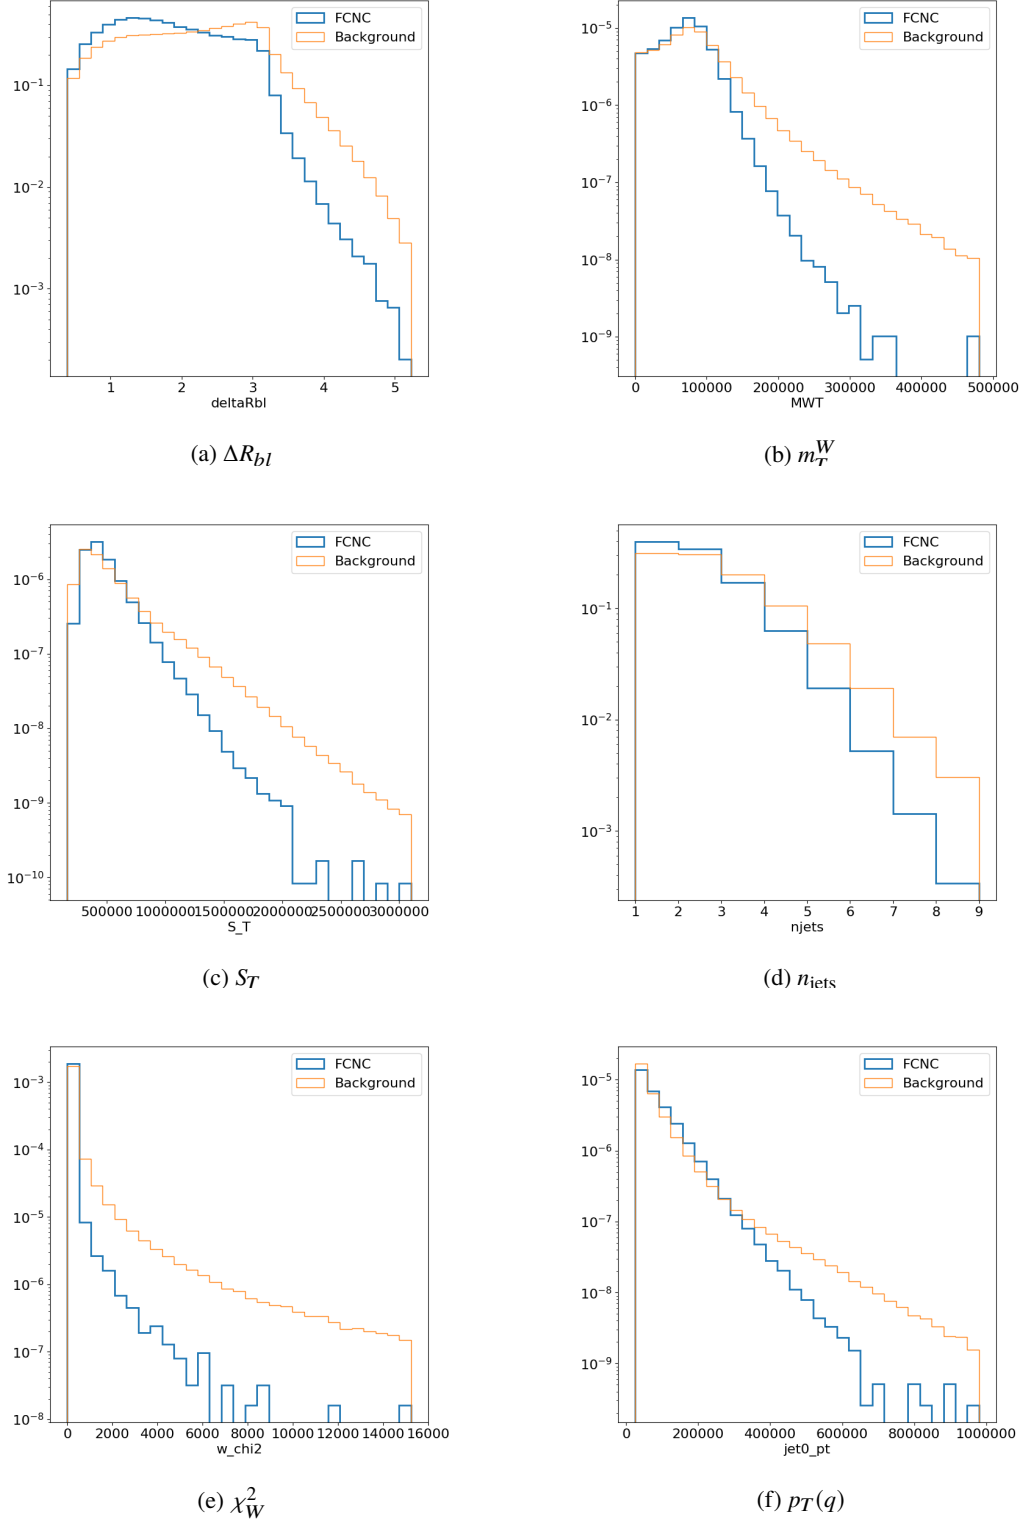 FCNC
Background
10⁻¹
10⁻²
10⁻³
1 2 3 4 5
deltaRbl
(a) ΔR_bl
FCNC
Background
10⁻⁵
10⁻⁶
10⁻⁷
10⁻⁸
10⁻⁹
0 100000 200000 300000 400000 500000
MWT
(b) m_T^W
FCNC
Background
10⁻⁶
10⁻⁷
10⁻⁸
10⁻⁹
10⁻¹⁰
500000 1000000 1500000 2000000 2500000 3000000
S_T
(c) S_T
FCNC
Background
10⁻¹
10⁻²
10⁻³
1 2 3 4 5 6 7 8 9
njets
(d) n_jets
FCNC
Background
10⁻³
10⁻⁴
10⁻⁵
10⁻⁶
10⁻⁷
10⁻⁸
0 2000 4000 6000 8000 10000 12000 14000 16000
w_chi2
(e) χ²_W
FCNC
Background
10⁻⁵
10⁻⁶
10⁻⁷
10⁻⁸
10⁻⁹
0 200000 400000 600000 800000 1000000
jet0_pt
(f) p_T(q)